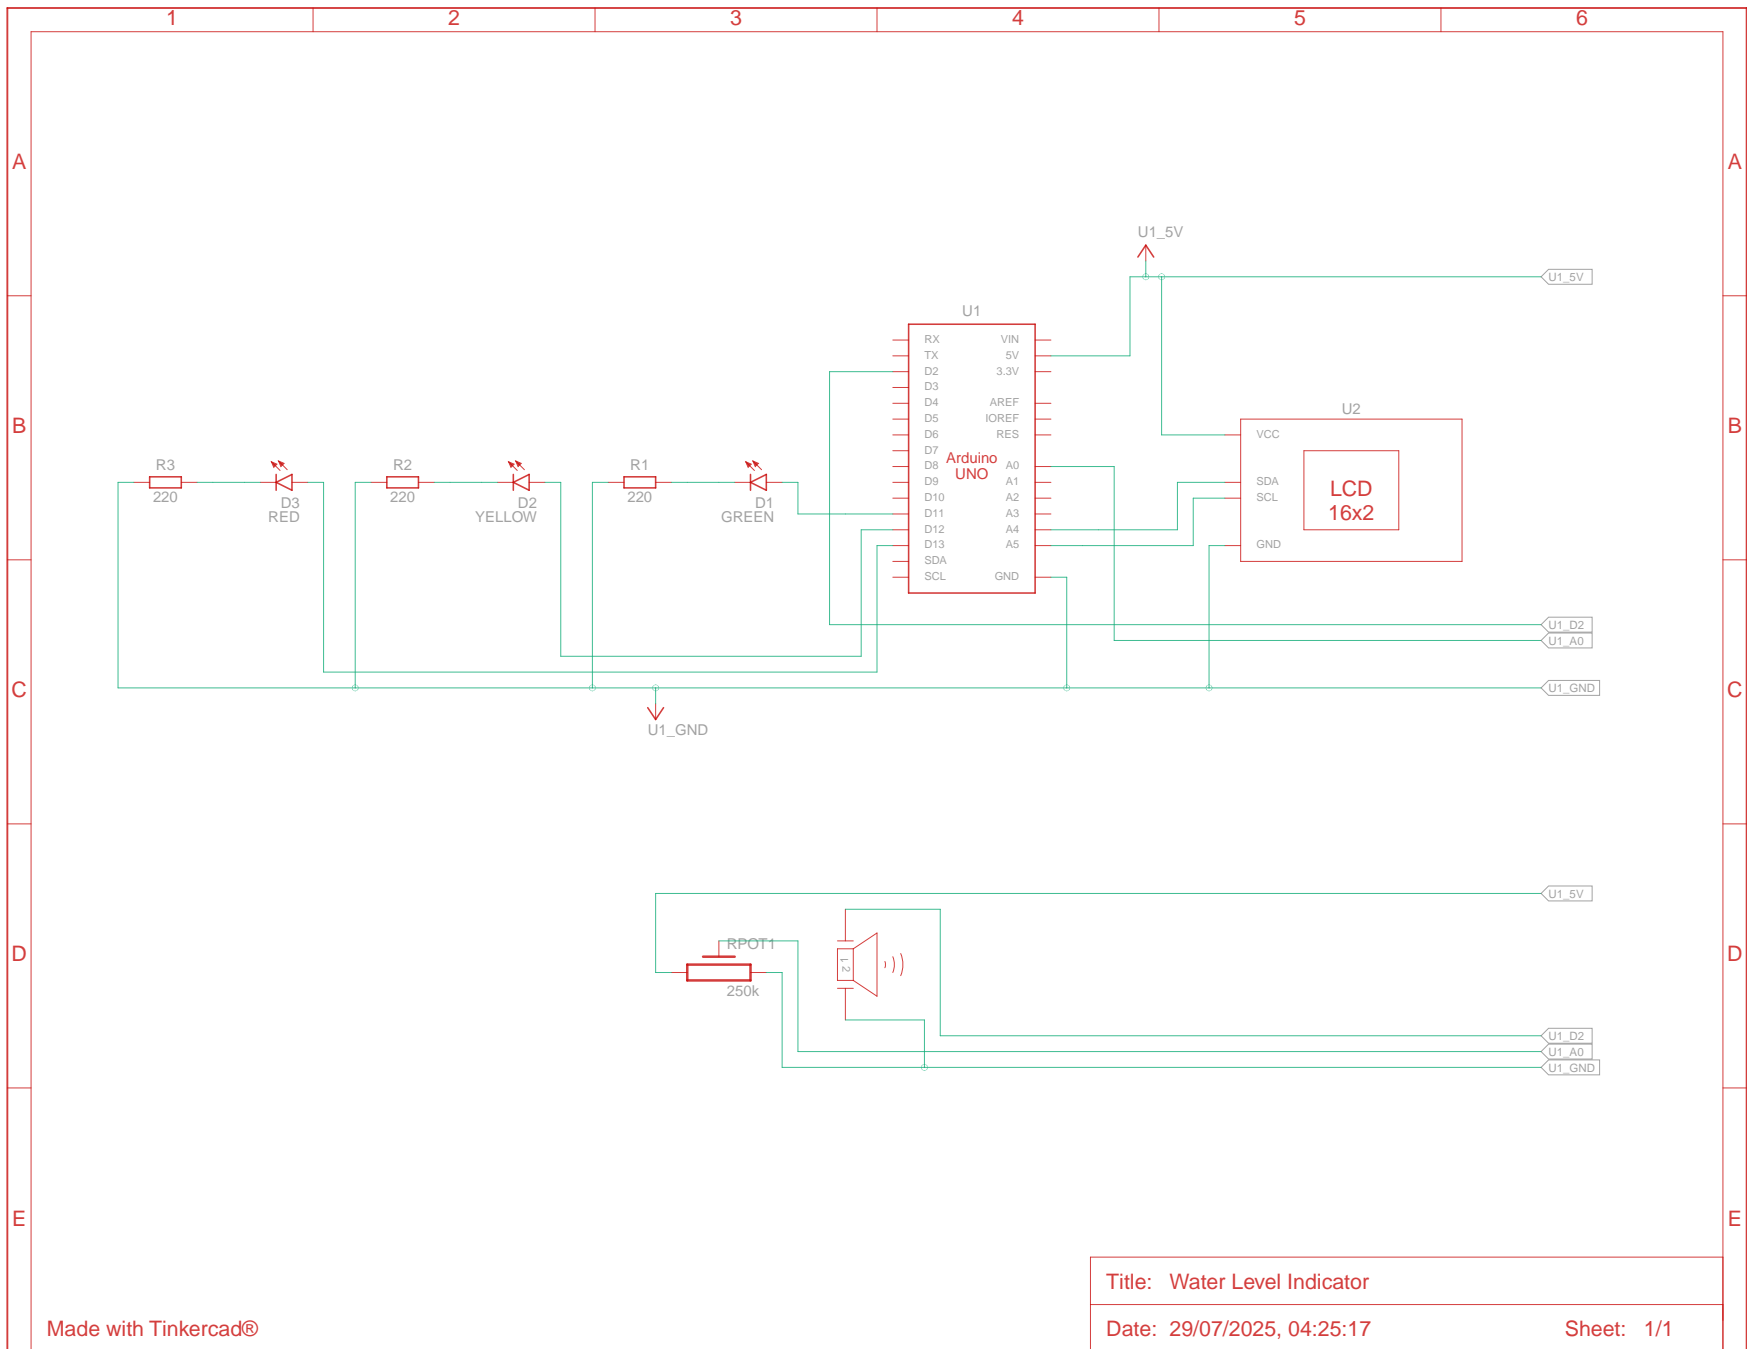 1 2 3 4 5 6
A A
U1_5V
U1_5V
U1
RX VIN
TX 5V
D2 3.3V
D3
D4 AREF
D5 IOREF
D6 RES
D7
D8 A0
D9 A1
D10 A2
D11 A3
D12 A4
D13 A5
SDA
SCL GND
Arduino
UNO
U2
VCC
SDA
SCL
GND
LCD
16x2
B B
R3
220
D3
RED
R2
220
D2
YELLOW
R1
220
D1
GREEN
U1_D2
U1_A0
C C
U1_GND
U1_GND
U1_5V
D D
RPOT1
250k
1 2
U1_D2
U1_A0
U1_GND
E E
Title: Water Level Indicator
Made with Tinkercad®
Date: 29/07/2025, 04:25:17 Sheet: 1/1